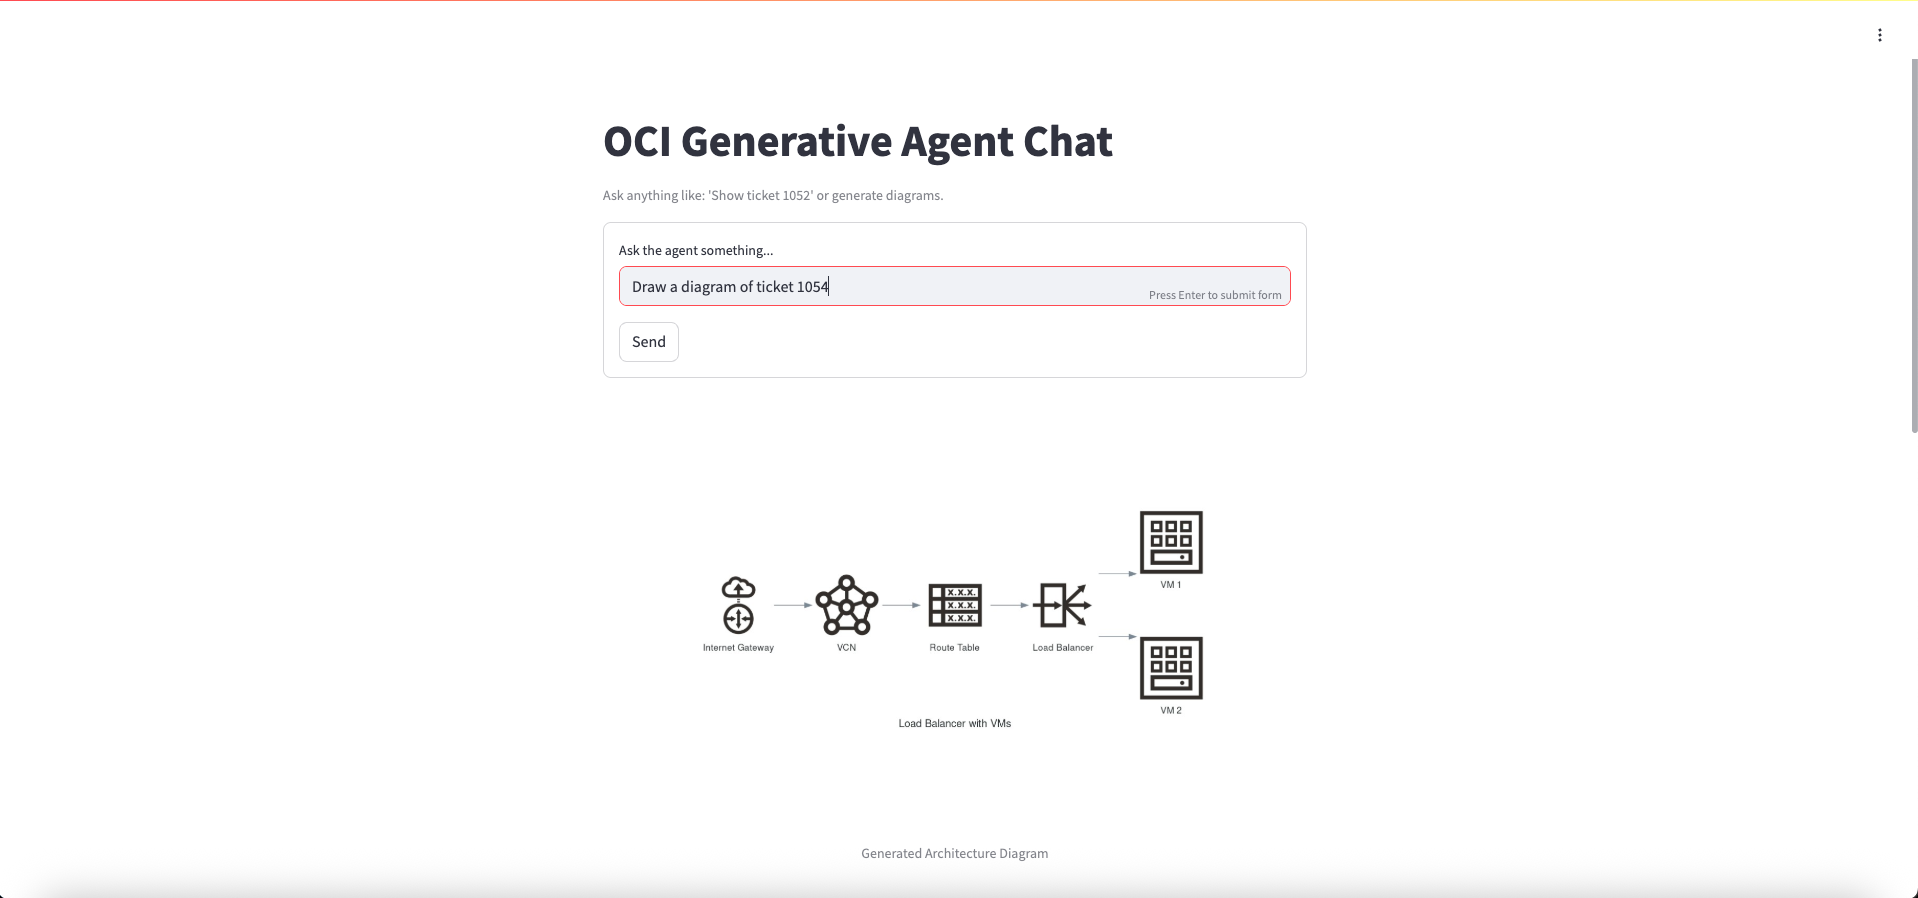 OCI Generative Agent Chat
Ask anything like: 'Show ticket 1052' or generate diagrams.
Ask the agent something...
Draw a diagram of ticket 1054
Press Enter to submit form
Send
x.x.x.
x.x.x.
x.x.x.
VM 1
Internet Gateway
VCN
Route Table
Load Balancer
VM 2
Load Balancer with VMs
Generated Architecture Diagram